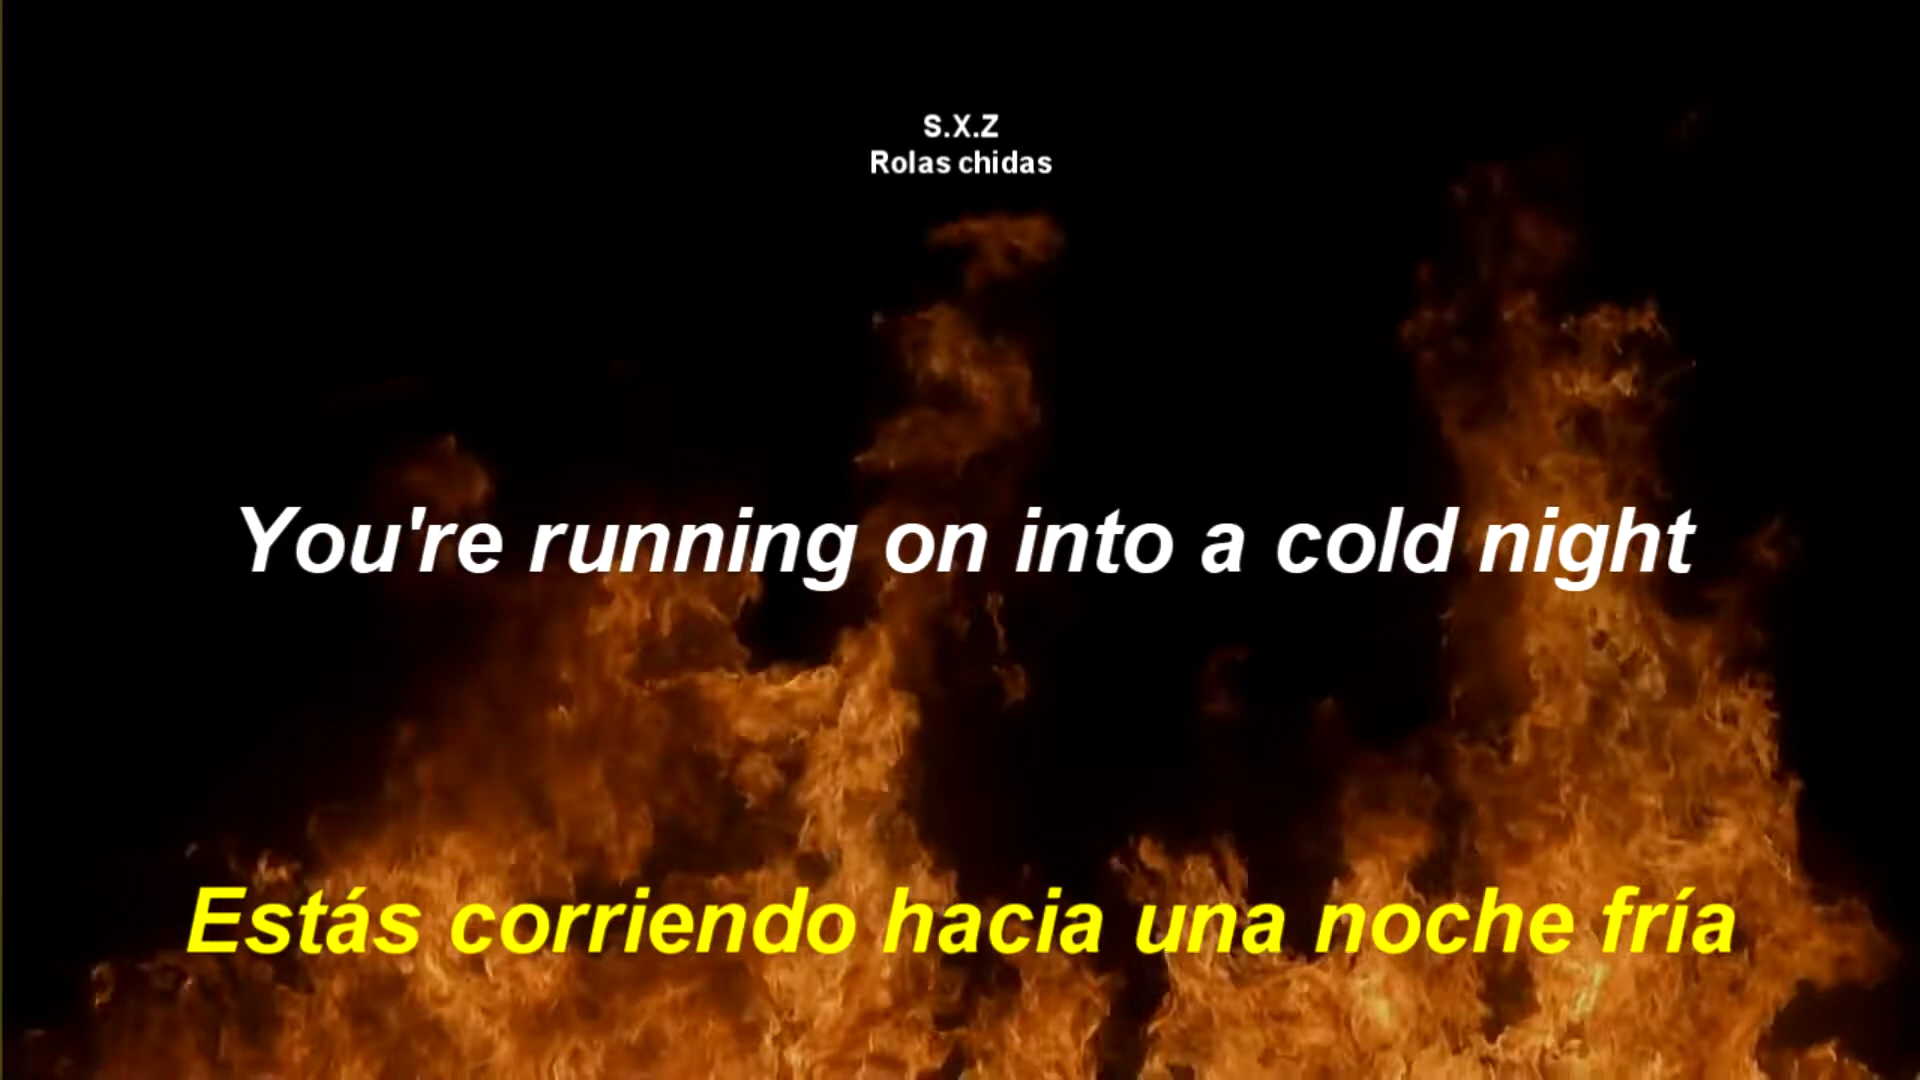 S.X.Z
Rolas chidas
You're running on into a cold night
Estás corriendo hacia una noche fría